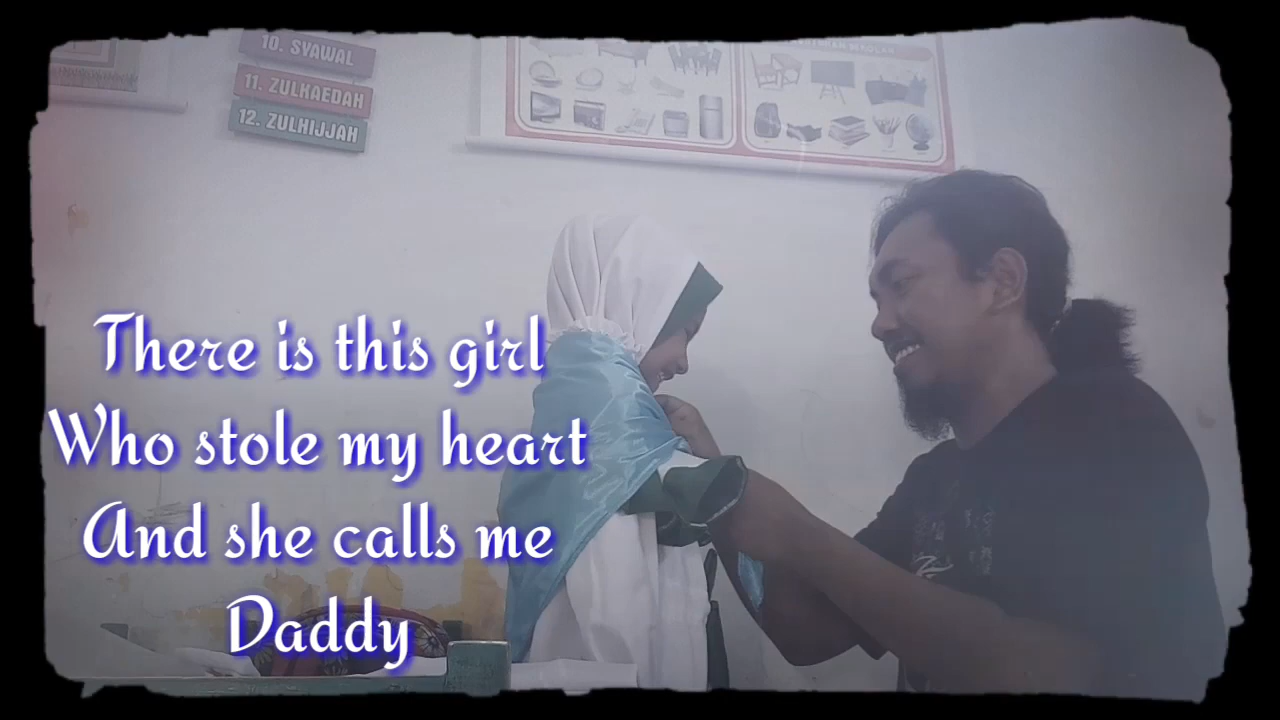 10. SYAWAL
11. ZULKAEDAH
12. ZULHIJJAH
There is this girl
Who stole my heart
And she calls me
Daddy